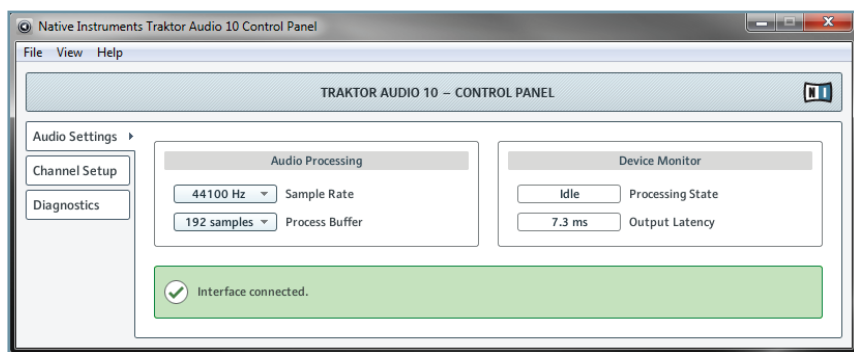 Native Instruments Traktor Audio 10 Control Panel
File View Help
TRAKTOR AUDIO 10 – CONTROL PANEL
NI
Audio Settings
Channel Setup
Diagnostics
Audio Processing
44100 Hz Sample Rate
192 samples Process Buffer
Device Monitor
Idle Processing State
7.3 ms Output Latency
Interface connected.